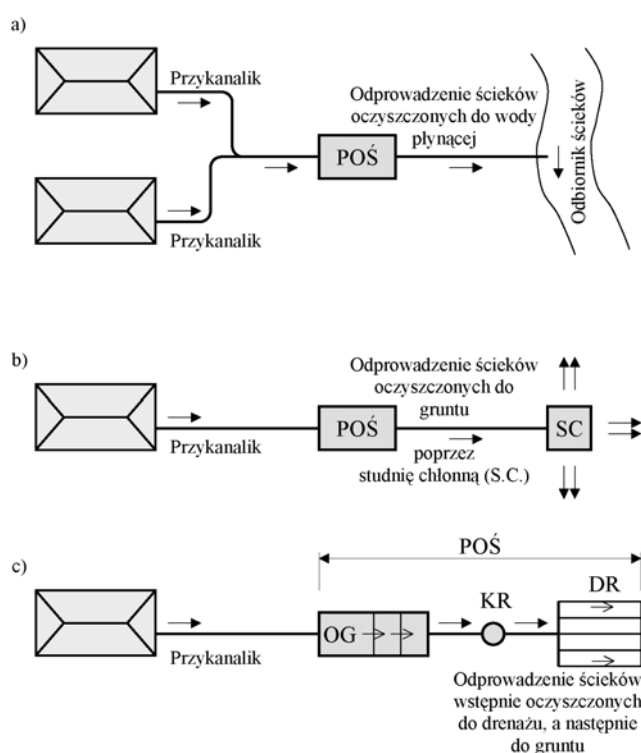 a)
Przykanalik
Odprowadzenie ścieków
oczyszczonych do wody
płynącej
POŚ
Odbiornik ścieków
Przykanalik
b)
Odprowadzenie ścieków
oczyszczonych do
gruntu
POŚ
SC
Przykanalik
poprzez
studnię chłonną (S.C.)
c)
POŚ
KR
DR
OG
Przykanalik
Odprowadzenie ścieków
wstępnie oczyszczonych
do drenażu, a następnie
do gruntu